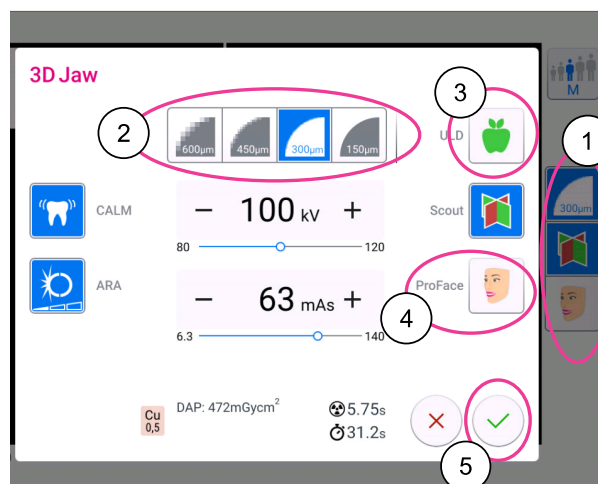 3D Jaw
2
600µm 450µm 300µm 150µm
3
ULD
1
M
300µm
CALM
− 100 kV +
80 120
Scout
ARA
− 63 mAs +
6.3 140
ProFace
4
Cu
0,5
DAP: 472mGycm²
5.75s
31.2s
5